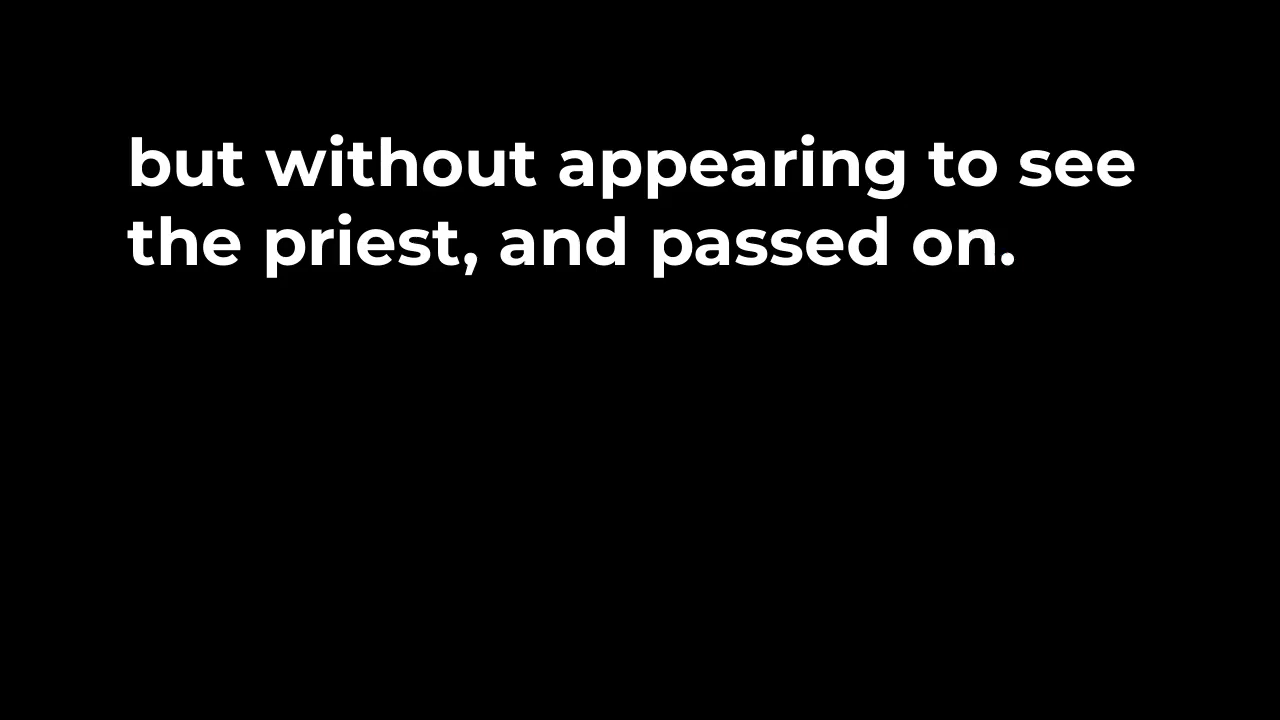 but without appearing to see
the priest, and passed on.